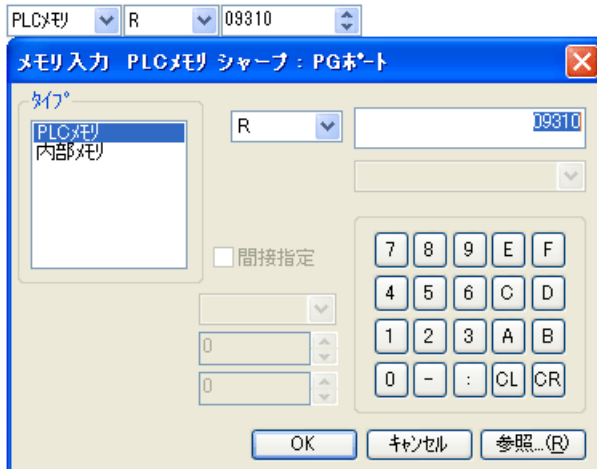 PLCﾒﾓﾘ R 09310
メモリ入力 PLCﾒﾓﾘ シャープ : PGﾎﾟｰﾄ
ﾀｲﾌﾟ
PLCﾒﾓﾘ
内部ﾒﾓﾘ
R
09310
間接指定
0
0
7 8 9 E F
4 5 6 C D
1 2 3 A B
0 - : CL CR
OK ｷｬﾝｾﾙ 参照...(R)